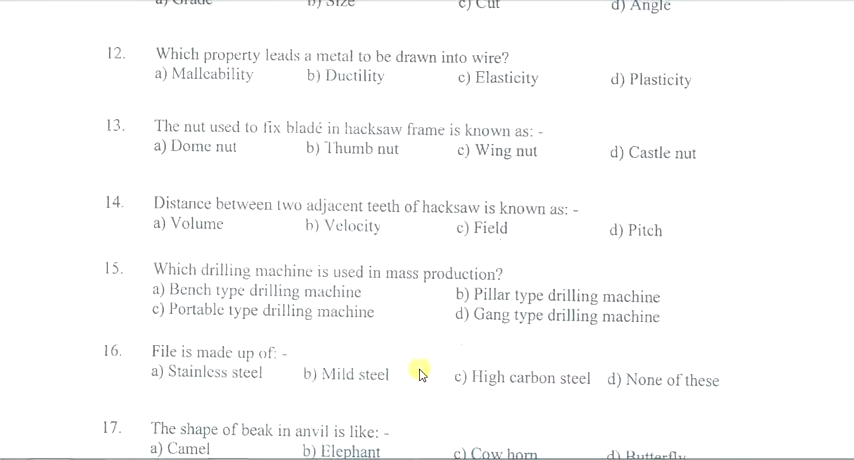 a) Grade b) Size c) Cut d) Angle
12. Which property leads a metal to be drawn into wire?
a) Malleability b) Ductility c) Elasticity d) Plasticity
13. The nut used to fix blade in hacksaw frame is known as: -
a) Dome nut b) Thumb nut c) Wing nut d) Castle nut
14. Distance between two adjacent teeth of hacksaw is known as: -
a) Volume b) Velocity c) Field d) Pitch
15. Which drilling machine is used in mass production?
a) Bench type drilling machine b) Pillar type drilling machine
c) Portable type drilling machine d) Gang type drilling machine
16. File is made up of: -
a) Stainless steel b) Mild steel c) High carbon steel d) None of these
17. The shape of beak in anvil is like: -
a) Camel b) Elephant c) Cow horn d) Butterfly